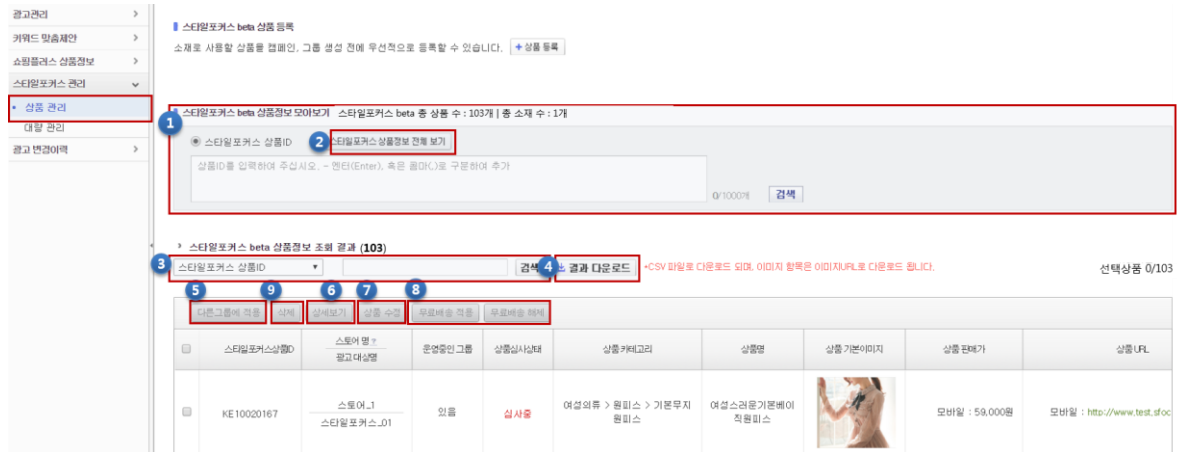 광고관리
키워드 맞춤제안
쇼핑플러스 상품정보
스타일포커스 관리
상품 관리
대량 관리
광고 변경이력
스타일포커스 beta 상품 등록
소재로 사용할 상품을 캠페인, 그룹 생성 전에 우선적으로 등록할 수 있습니다. + 상품 등록
스타일포커스 beta 상품정보 모아보기 스타일포커스 beta 총 상품 수 : 103개 | 총 소재 수 : 1개
1
스타일포커스 상품ID 2 스타일포커스 상품정보 전체 보기
상품ID를 입력하여 주십시오. - 엔터(Enter), 혹은 콤마(,)로 구분하여 추가
0/1000개 검색
스타일포커스 beta 상품정보 조회 결과 (103)
3 스타일포커스 상품ID 검색 4 결과 다운로드 *CSV 파일로 다운로드 되며, 이미지 항목은 이미지URL로 다운로드 됩니다. 선택상품 0/103
5 9 6 7 8
다른그룹에 적용 삭제 상세보기 상품 수정 무료배송 적용 무료배송 해제
스타일포커스상품ID 스토어 명 ? 운영중인 그룹 상품심사상태 상품 카테고리 상품명 상품 기본이미지 상품 판매가 상품 URL
광고대상명
KE10020167 스토어_1 있음 심사중 여성의류 > 원피스 > 기본무지 여성스러운기본베이 모바일 : 59,000원 모바일 : http://www.test.sfoc
스타일포커스_01 원피스 직원피스